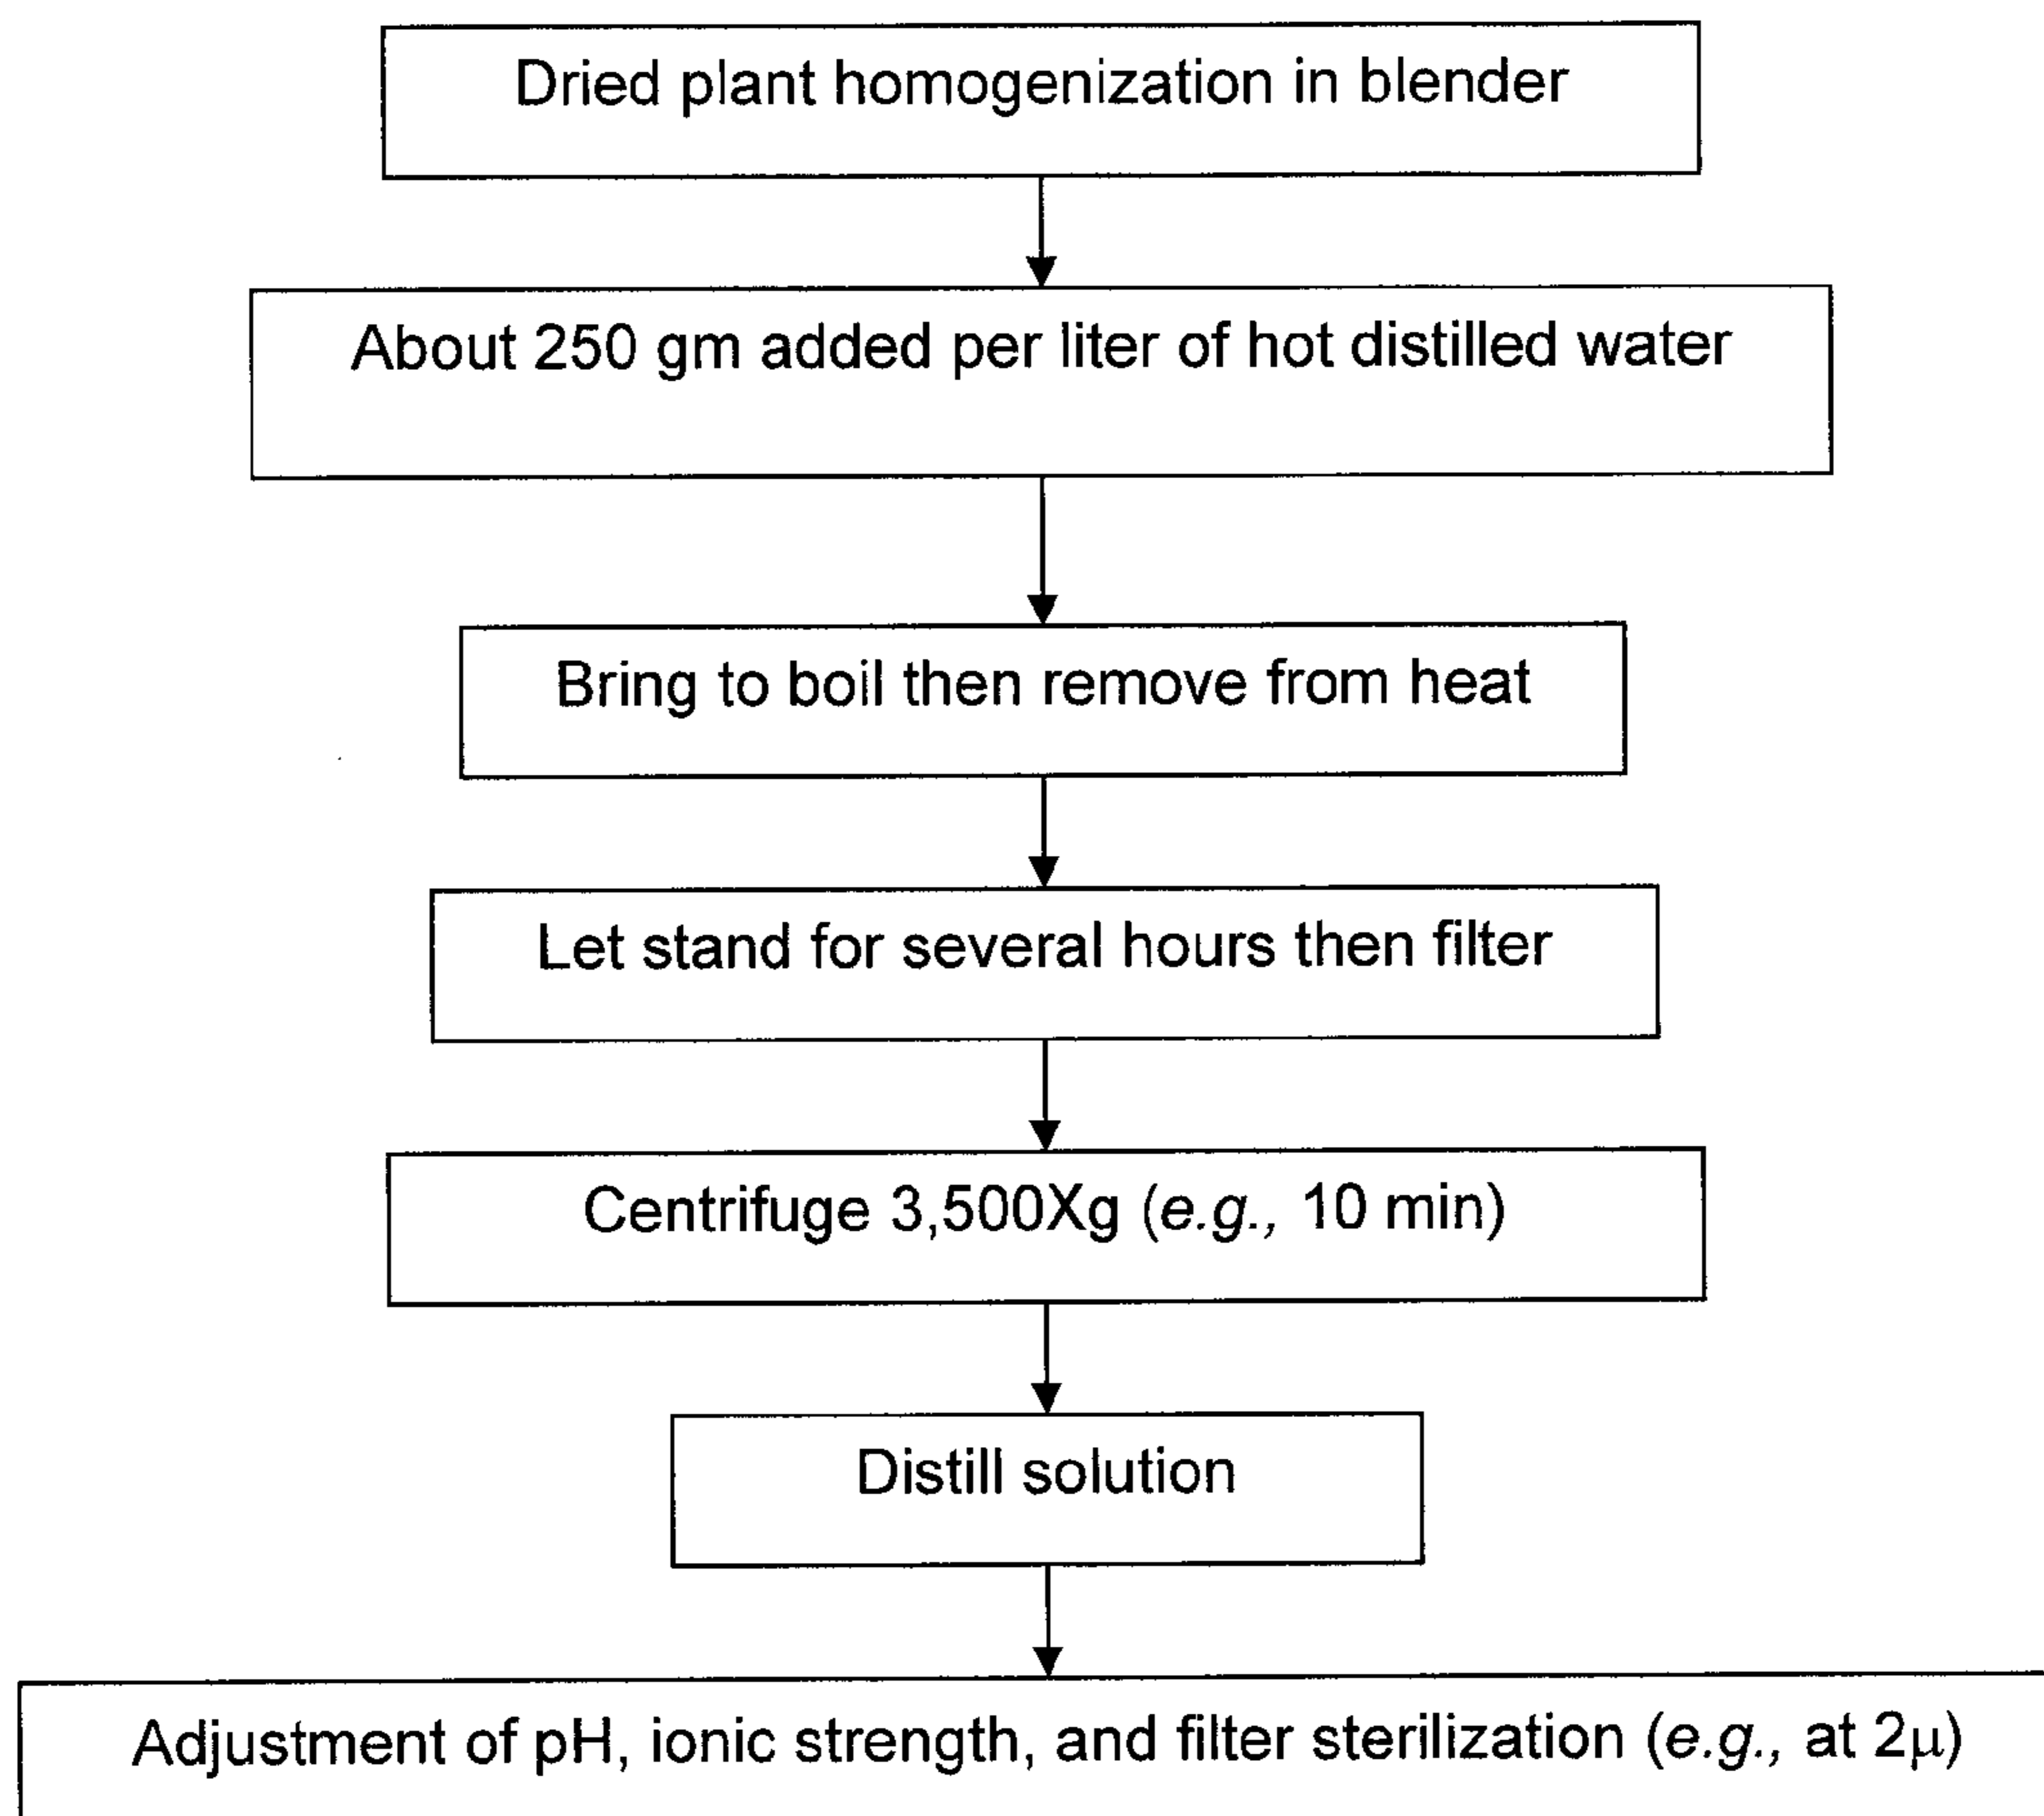 Dried plant homogenization in blender
About 250 gm added per liter of hot distilled water
Bring to boil then remove from heat
Let stand for several hours then filter
Centrifuge 3,500Xg (e.g., 10 min)
Distill solution
Adjustment of pH, ionic strength, and filter sterilization (e.g., at 2μ)